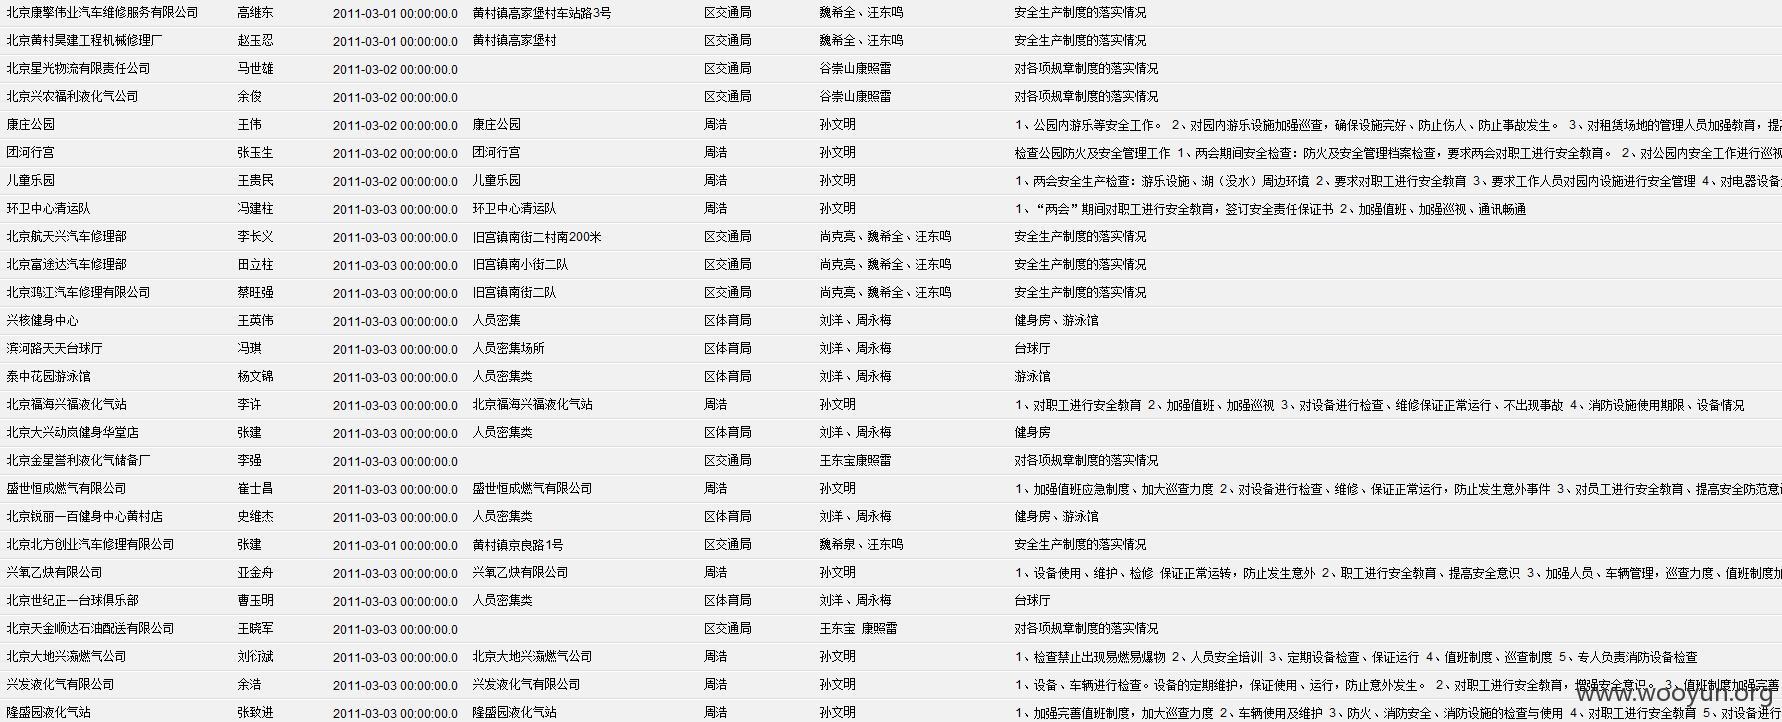 北京康擎伟业汽车维修服务有限公司 高继东 2011-03-01 00:00:00.0 黄村镇高家堡村车站路3号 区交通局 魏希全、汪东鸣 安全生产制度的落实情况
北京黄村昊建工程机械修理厂 赵玉忍 2011-03-01 00:00:00.0 黄村镇高家堡村 区交通局 魏希全、汪东鸣 安全生产制度的落实情况
北京星光物流有限责任公司 马世雄 2011-03-02 00:00:00.0 区交通局 谷崇山康照雷 对各项规章制度的落实情况
北京兴农福利液化气公司 余俊 2011-03-02 00:00:00.0 区交通局 谷崇山康照雷 对各项规章制度的落实情况
康庄公园 王伟 2011-03-02 00:00:00.0 康庄公园 周浩 孙文明 1、公园内游乐等安全工作。 2、对园内游乐设施加强巡查，确保设施完好、防止伤人、防止事故发生。 3、对租赁场地的管理人员加强教育，提
团河行宫 张玉生 2011-03-02 00:00:00.0 团河行宫 周浩 孙文明 检查公园防火及安全管理工作 1、两会期间安全检查：防火及安全管理档案检查，要求两会对职工进行安全教育。 2、对公园内安全工作进行巡视
儿童乐园 王贵民 2011-03-02 00:00:00.0 儿童乐园 周浩 孙文明 1、两会安全生产检查：游乐设施、湖（没水）周边环境 2、要求对职工进行安全教育 3、要求工作人员对园内设施进行安全管理 4、对电器设备
环卫中心清运队 冯建柱 2011-03-02 00:00:00.0 环卫中心清运队 周浩 孙文明 1、“两会”期间对职工进行安全教育，签订安全责任保证书 2、加强值班、加强巡视、通讯畅通
北京航天兴汽车修理部 李长义 2011-03-03 00:00:00.0 旧宫镇南街二村南200米 区交通局 尚克亮、魏希全、汪东鸣 安全生产制度的落实情况
北京富途达汽车修理部 田立柱 2011-03-03 00:00:00.0 旧宫镇南小街二队 区交通局 尚克亮、魏希全、汪东鸣 安全生产制度的落实情况
北京鸿江汽车修理有限公司 蔡旺强 2011-03-03 00:00:00.0 旧宫镇南街二队 区交通局 尚克亮、魏希全、汪东鸣 安全生产制度的落实情况
兴核健身中心 王英伟 2011-03-03 00:00:00.0 人员密集 区体育局 刘洋、周永梅 健身房、游泳馆
滨河路天天台球厅 冯琪 2011-03-03 00:00:00.0 人员密集场所 区体育局 刘洋、周永梅 台球厅
泰中花园游泳馆 杨文锦 2011-03-03 00:00:00.0 人员密集类 区体育局 刘洋、周永梅 游泳馆
北京福海兴福液化气站 李许 2011-03-03 00:00:00.0 北京福海兴福液化气站 周浩 孙文明 1、对职工进行安全教育 2、加强值班、加强巡视 3、对设备进行检查、维修保证正常运行、不出现事故 4、消防设施使用期限、设备情况
北京大兴动岚健身华堂店 张建 2011-03-03 00:00:00.0 人员密集类 区体育局 刘洋、周永梅 健身房
北京金星誉利液化气储备厂 李强 2011-03-03 00:00:00.0 区交通局 王东宝康照雷 对各项规章制度的落实情况
盛世恒成燃气有限公司 崔士昌 2011-03-03 00:00:00.0 盛世恒成燃气有限公司 周浩 孙文明 1、加强值班应急制度、加大巡查力度 2、对设备进行检查、维修、保证正常运行，防止发生意外事件 3、对员工进行安全教育、提高安全防范意识
北京锐丽一百健身中心黄村店 史维杰 2011-03-03 00:00:00.0 人员密集类 区体育局 刘洋、周永梅 健身房、游泳馆
北京北方创业汽车修理有限公司 张建 2011-03-01 00:00:00.0 黄村镇京良路1号 区交通局 魏希泉、汪东鸣 安全生产制度的落实情况
兴氧乙炔有限公司 亚金舟 2011-03-03 00:00:00.0 兴氧乙炔有限公司 周浩 孙文明 1、设备使用、维护、检修 保证正常运转，防止发生意外 2、职工进行安全教育、提高安全意识 3、加强人员、车辆管理，巡查力度、值班制度加
北京世纪正一台球俱乐部 曹玉明 2011-03-03 00:00:00.0 人员密集类 区体育局 刘洋、周永梅 台球厅
北京天金顺达石油配送有限公司 王晓军 2011-03-03 00:00:00.0 区交通局 王东宝 康照雷 对各项规章制度的落实情况
北京大地兴瀛燃气公司 刘衍斌 2011-03-03 00:00:00.0 北京大地兴瀛燃气公司 周浩 孙文明 1、检查禁止出现易燃易爆物 2、人员安全培训 3、定期设备检查、保证运行 4、值班制度、巡查制度 5、专人负责消防设备检查
兴发液化气有限公司 余浩 2011-03-03 00:00:00.0 兴发液化气有限公司 周浩 孙文明 1、设备、车辆进行检查。设备的定期维护，保证使用、运行，防止意外发生。 2、对职工进行安全教育，增强安全意识。 3、值班制度加强完善
隆盛园液化气站 张致进 2011-03-03 00:00:00.0 隆盛园液化气站 周浩 孙文明 1、加强完善值班制度，加大巡查力度 2、车辆使用及维护 3、防火、消防安全、消防设施的检查与使用 4、对职工进行安全教育 5、对设备进行
www.wooyun.org